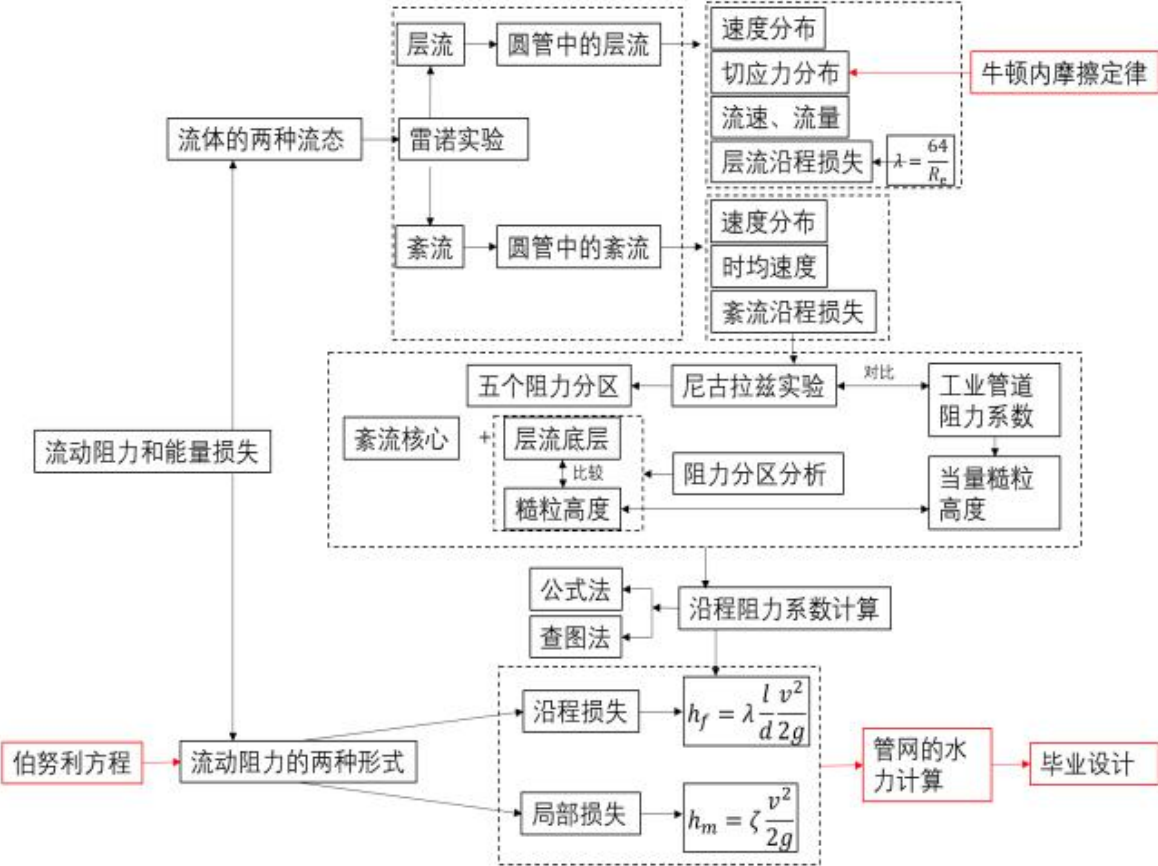 层流
圆管中的层流
速度分布
切应力分布
牛顿内摩擦定律
流速、流量
流体的两种流态
雷诺实验
层流沿程损失
λ = 64/Rₑ
速度分布
紊流
圆管中的紊流
时均速度
紊流沿程损失
五个阻力分区
尼古拉兹实验
对比
工业管道
阻力系数
紊流核心
+
层流底层
流动阻力和能量损失
比较
阻力分区分析
当量糙粒
高度
糙粒高度
公式法
沿程阻力系数计算
查图法
沿程损失
h_f = λ l/d v²/2g
伯努利方程
流动阻力的两种形式
管网的水
力计算
毕业设计
局部损失
h_m = ζ v²/2g